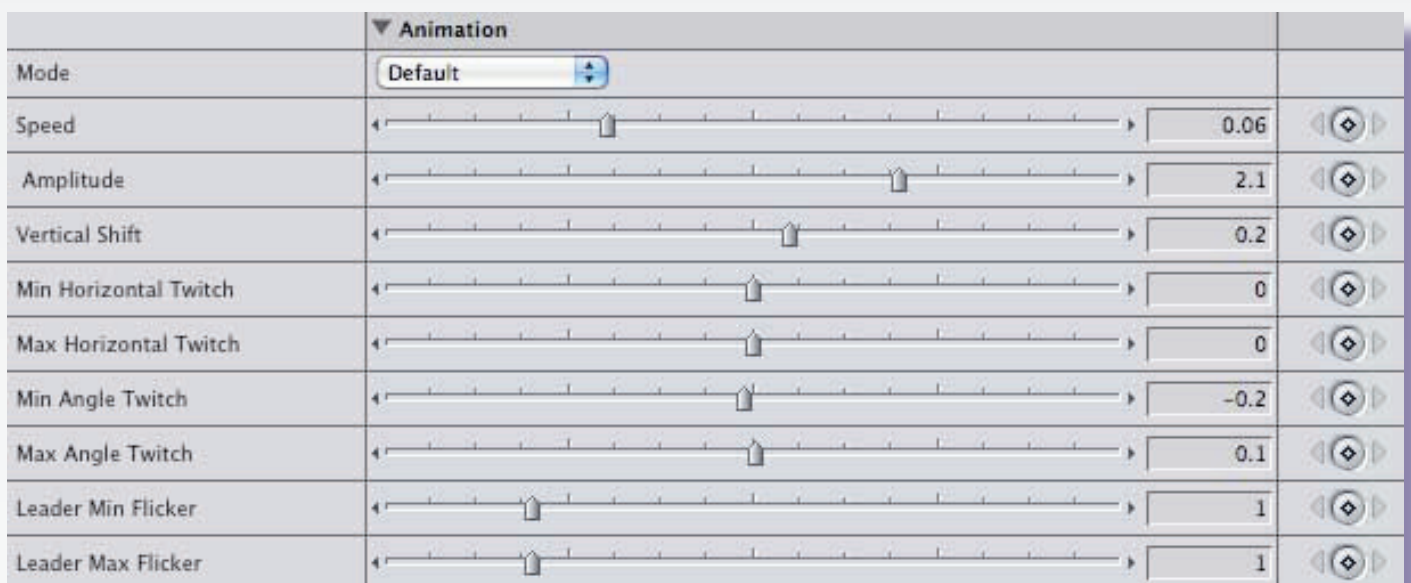 Animation
Mode Default
Speed 0.06
Amplitude 2.1
Vertical Shift 0.2
Min Horizontal Twitch 0
Max Horizontal Twitch 0
Min Angle Twitch -0.2
Max Angle Twitch 0.1
Leader Min Flicker 1
Leader Max Flicker 1